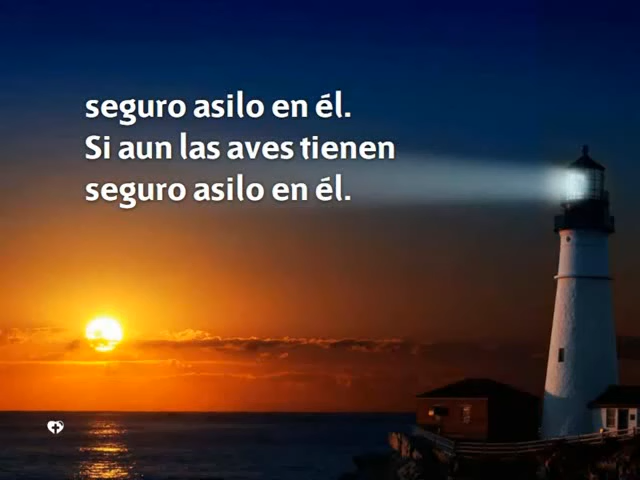 seguro asilo en él.
Si aun las aves tienen
seguro asilo en él.